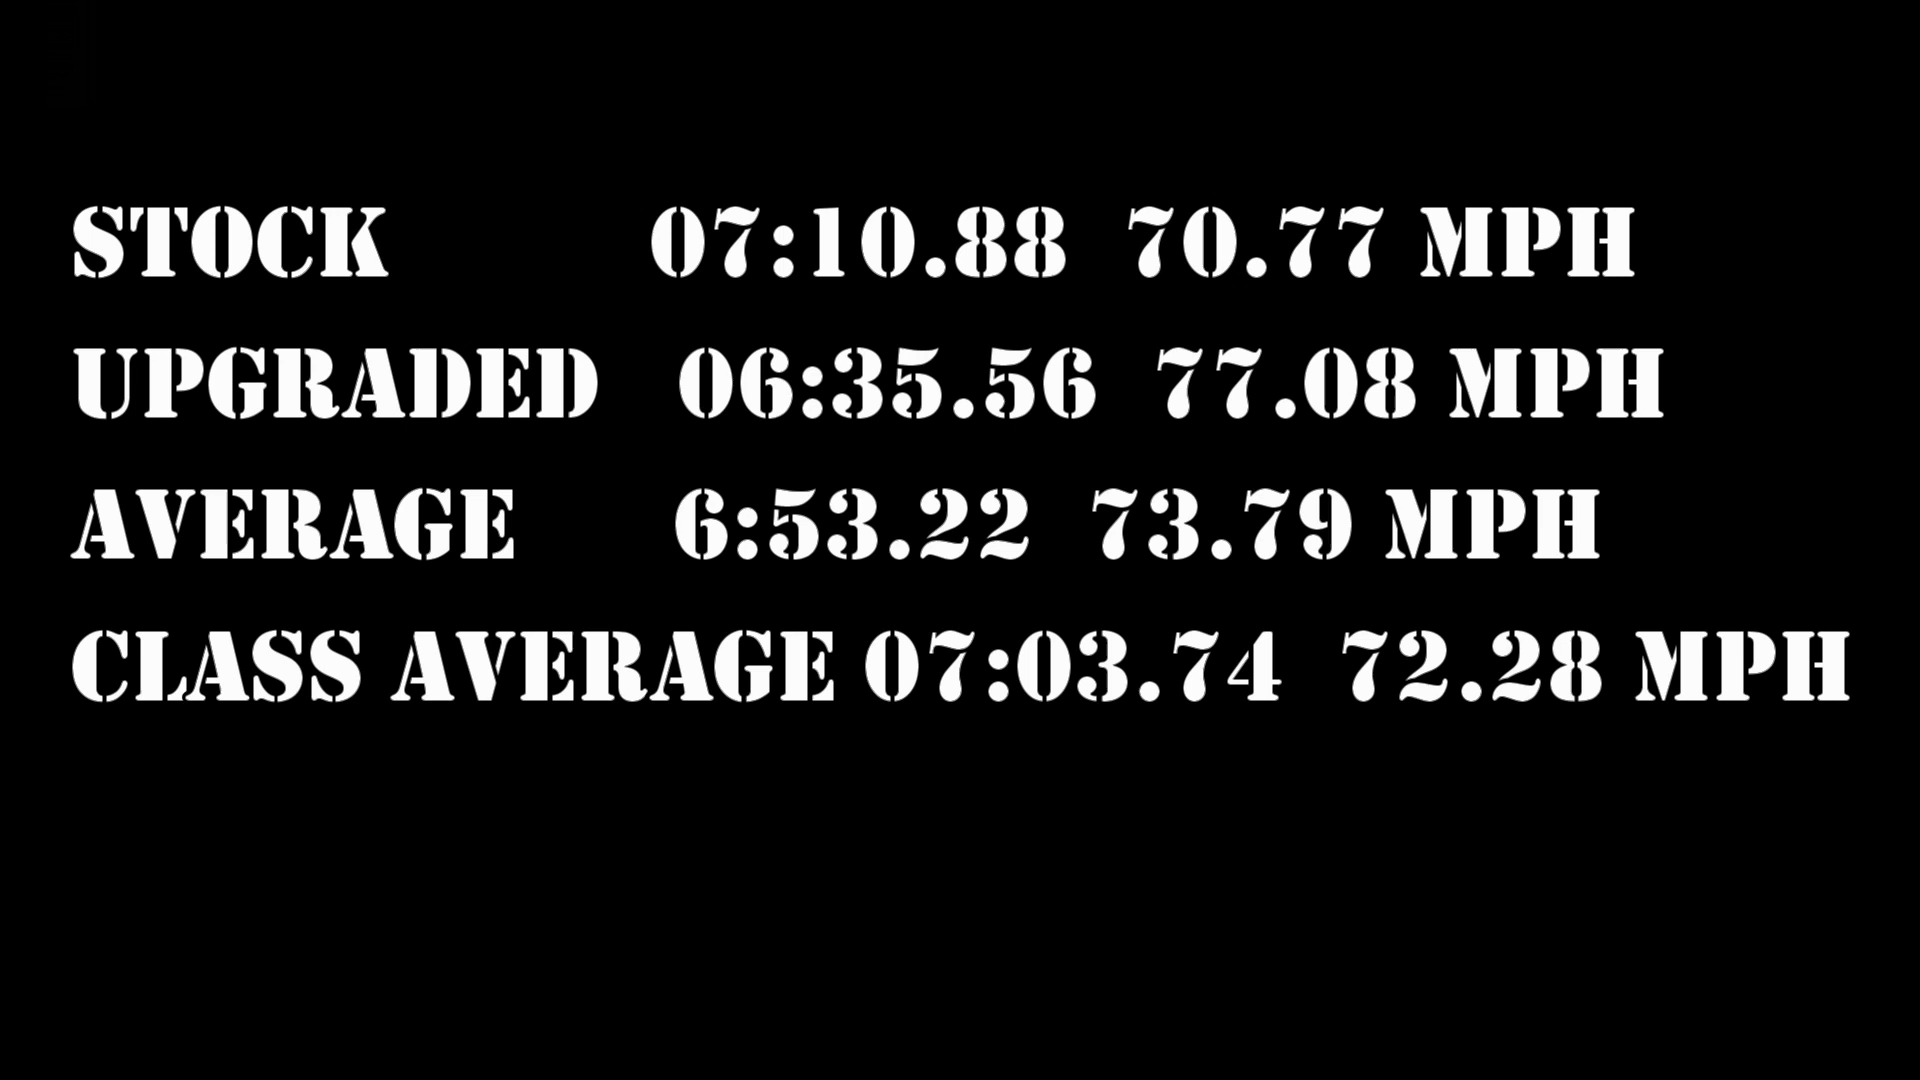 STOCK 07:10.88 70.77 MPH
UPGRADED 06:35.56 77.08 MPH
AVERAGE 6:53.22 73.79 MPH
CLASS AVERAGE 07:03.74 72.28 MPH